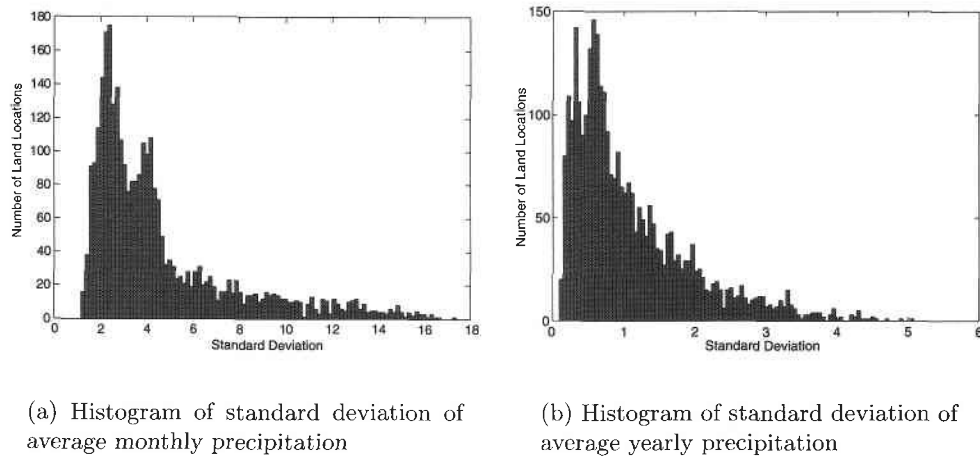 180
160
140
120
100
80
60
40
20
0
Number of Land Locations
0 2 4 6 8 10 12 14 16 18
Standard Deviation
150
100
50
0
Number of Land Locations
0 1 2 3 4 5 6
Standard Deviation
(a) Histogram of standard deviation of
average monthly precipitation
(b) Histogram of standard deviation of
average yearly precipitation